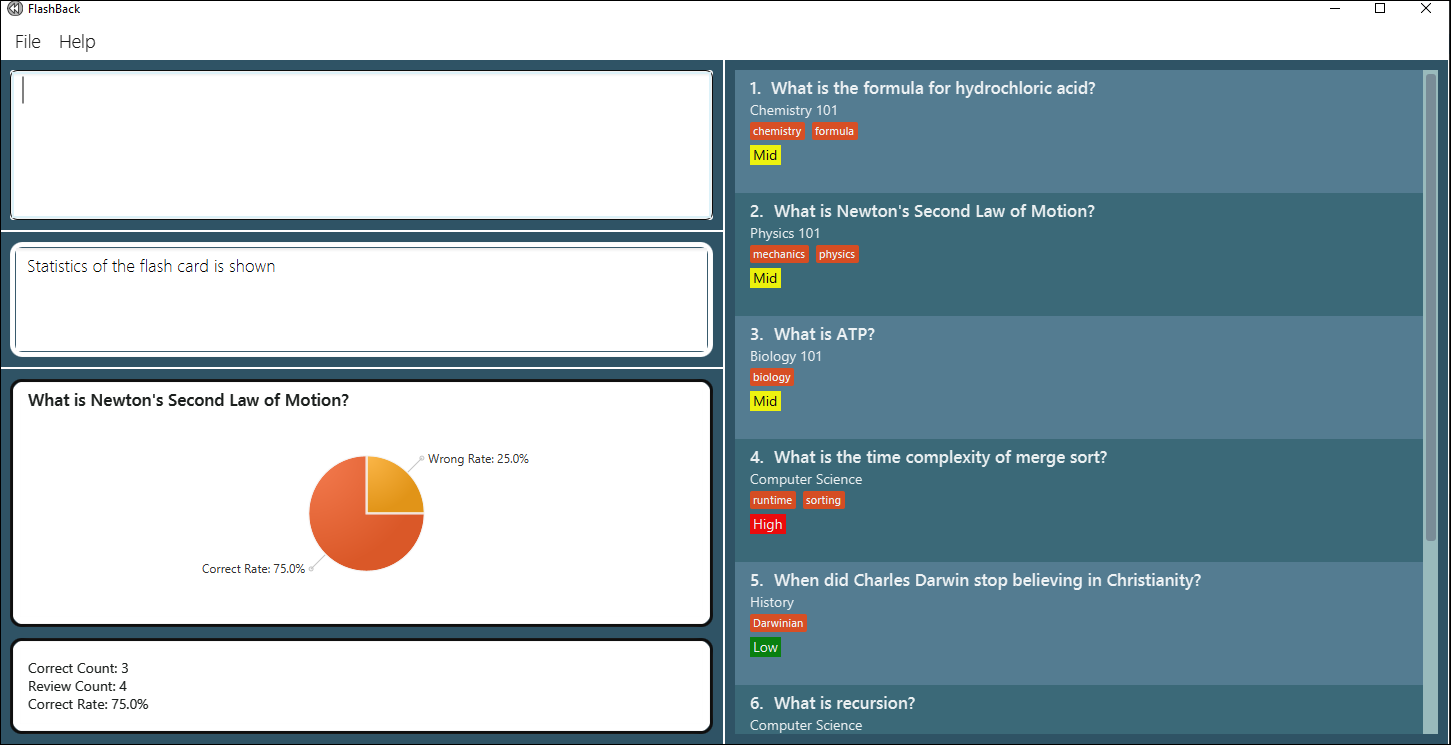 FlashBack
File Help
Statistics of the flash card is shown
What is Newton's Second Law of Motion?
Wrong Rate: 25.0%
Correct Rate: 75.0%
Correct Count: 3
Review Count: 4
Correct Rate: 75.0%
1. What is the formula for hydrochloric acid?
Chemistry 101
chemistry formula
Mid
2. What is Newton's Second Law of Motion?
Physics 101
mechanics physics
Mid
3. What is ATP?
Biology 101
biology
Mid
4. What is the time complexity of merge sort?
Computer Science
runtime sorting
High
5. When did Charles Darwin stop believing in Christianity?
History
Darwinian
Low
6. What is recursion?
Computer Science